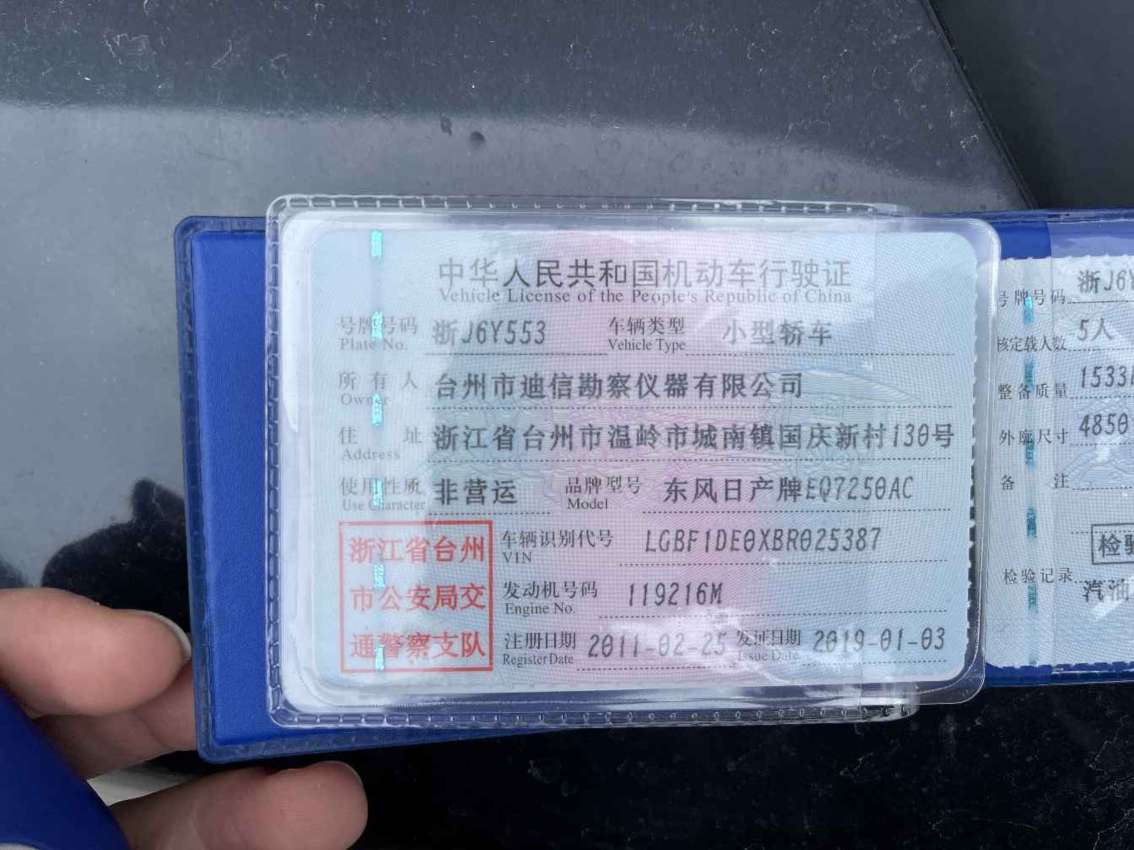 中华人民共和国机动车行驶证
Vehicle License of the People's Republic of China
号牌号码 浙J6Y553 车辆类型 小型轿车
Plate No. Vehicle Type
所有人 台州市迪信勘察仪器有限公司
Owner
住址 浙江省台州市温岭市城南镇国庆新村130号
Address
使用性质 非营运 品牌型号 东风日产牌EQ7250AC
Use Character Model
浙江省台州
市公安局交
通警察支队
车辆识别代号 LGBF1DE0XBR025387
VIN
发动机号码 119216M
Engine No.
注册日期 2011-02-25 发证日期 2019-01-03
Register Date Issue Date
号牌号码 浙J6Y
核定载人数 5人
整备质量 1533
外廓尺寸 4850
备注
检验记录
检
汽油